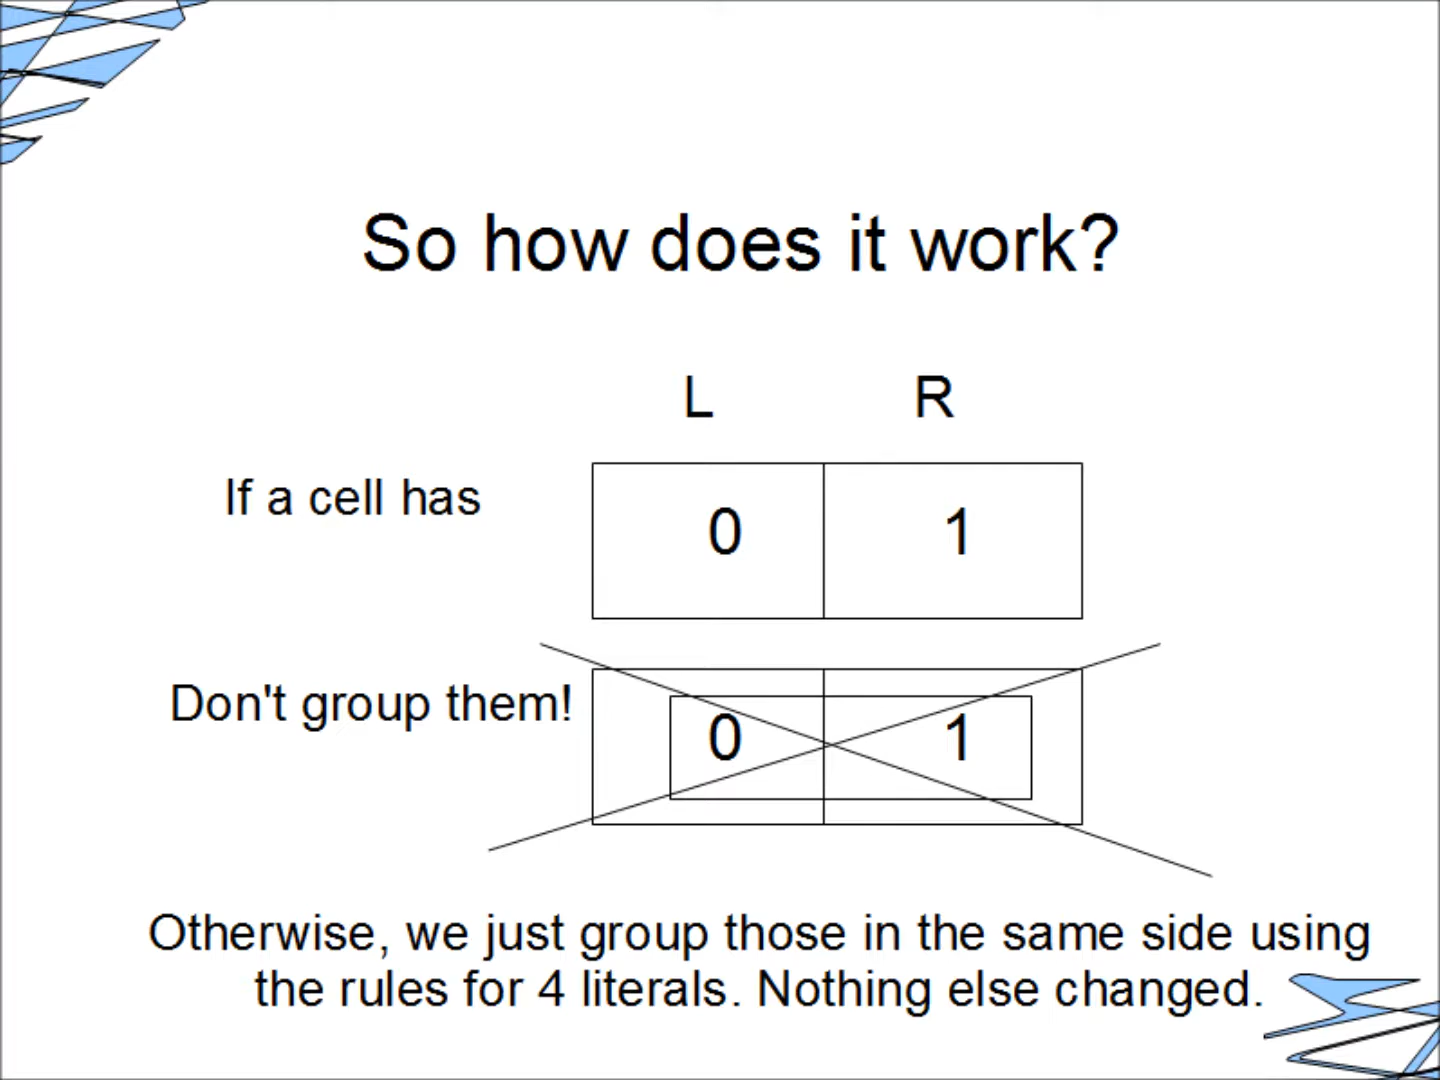 So how does it work?
L R
If a cell has
0 1
Don't group them!
0 1
Otherwise, we just group those in the same side using
the rules for 4 literals. Nothing else changed.